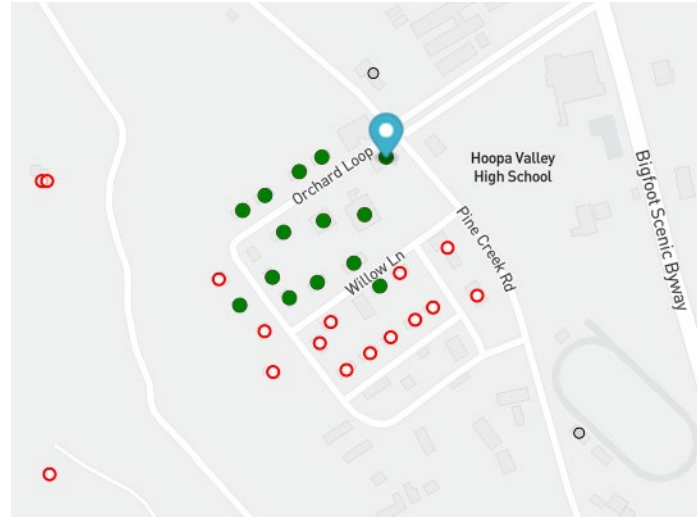 Orchard Loop
Hoopa Valley
High School
Bigfoot Scenic Byway
Pine Creek Rd
Willow Ln